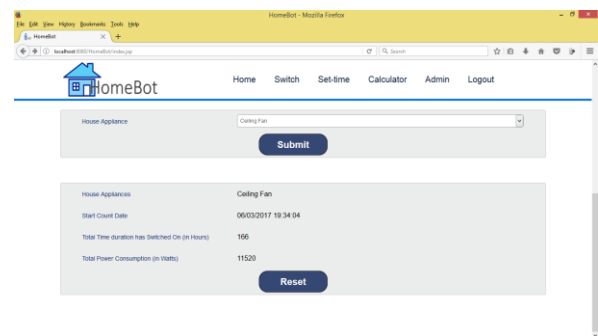 HomeBot - Mozilla Firefox
File Edit View History Bookmarks Tools Help
HomeBot
localhost:8080/HomeBot/index.jsp
Search
HomeBot
Home Switch Set-time Calculator Admin Logout
House Appliance Ceiling Fan
Submit
House Appliances Ceiling Fan
Start Count Date 06/03/2017 19:34:04
Total Time duration has Switched On (in Hours) 166
Total Power Consumption (in Watts) 11520
Reset